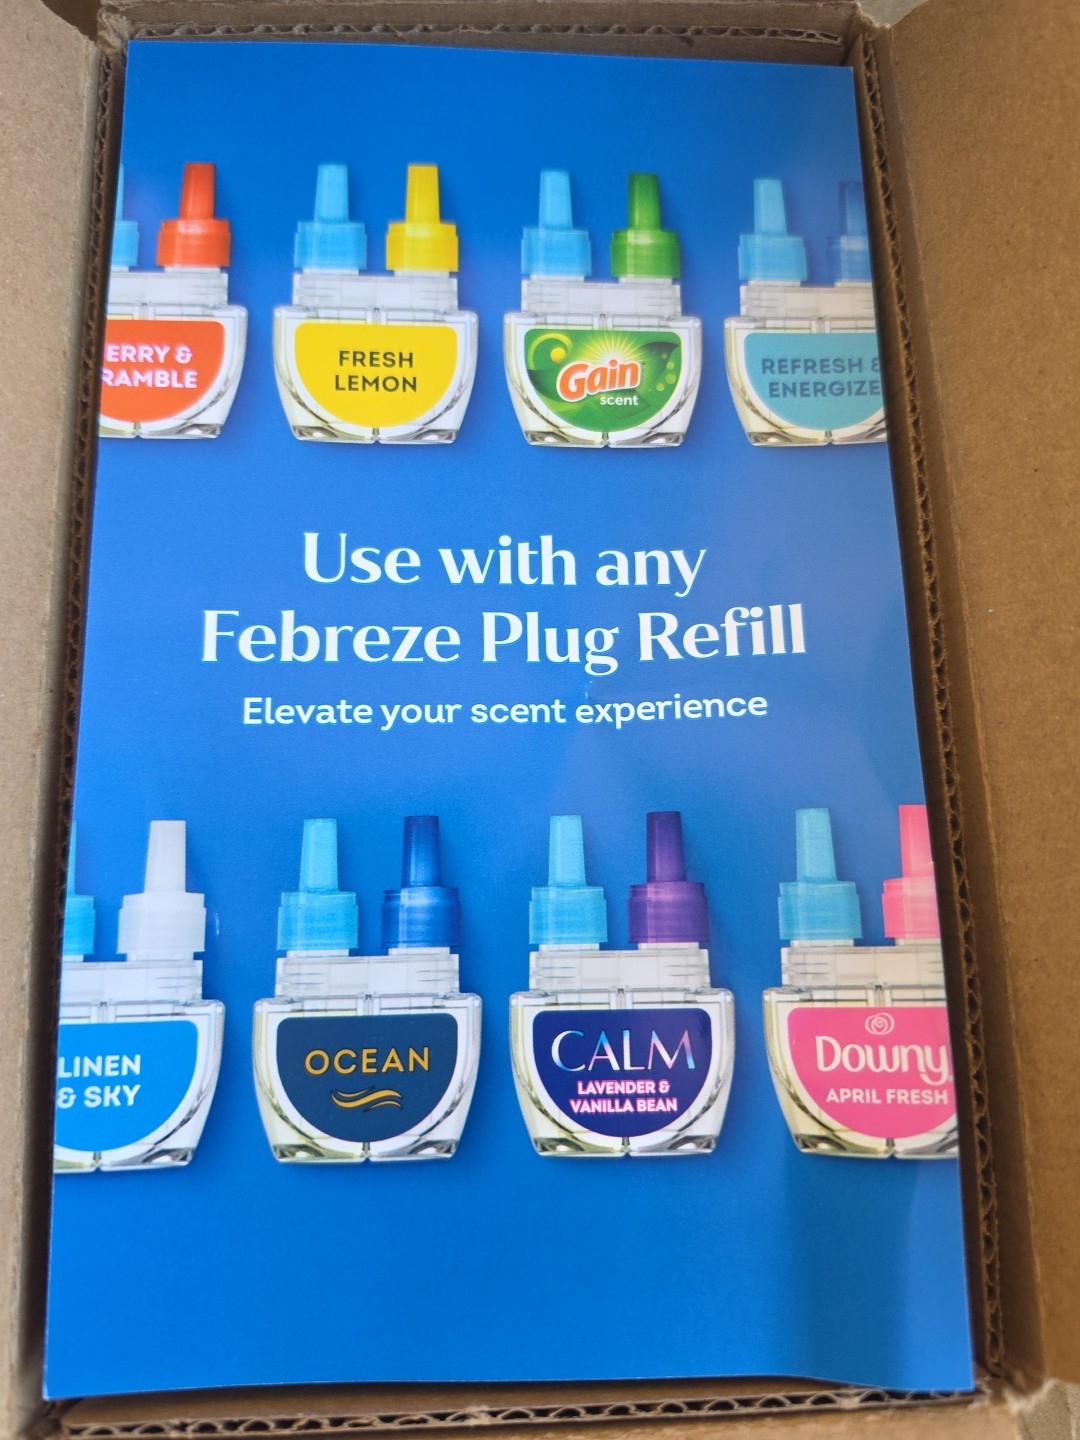 ERRY &
RAMBLE
FRESH
LEMON
Gain
scent
REFRESH &
ENERGIZE
Use with any
Febreze Plug Refill
Elevate your scent experience
LINEN
& SKY
OCEAN
CALM
LAVENDER &
VANILLA BEAN
Downy
APRIL FRESH